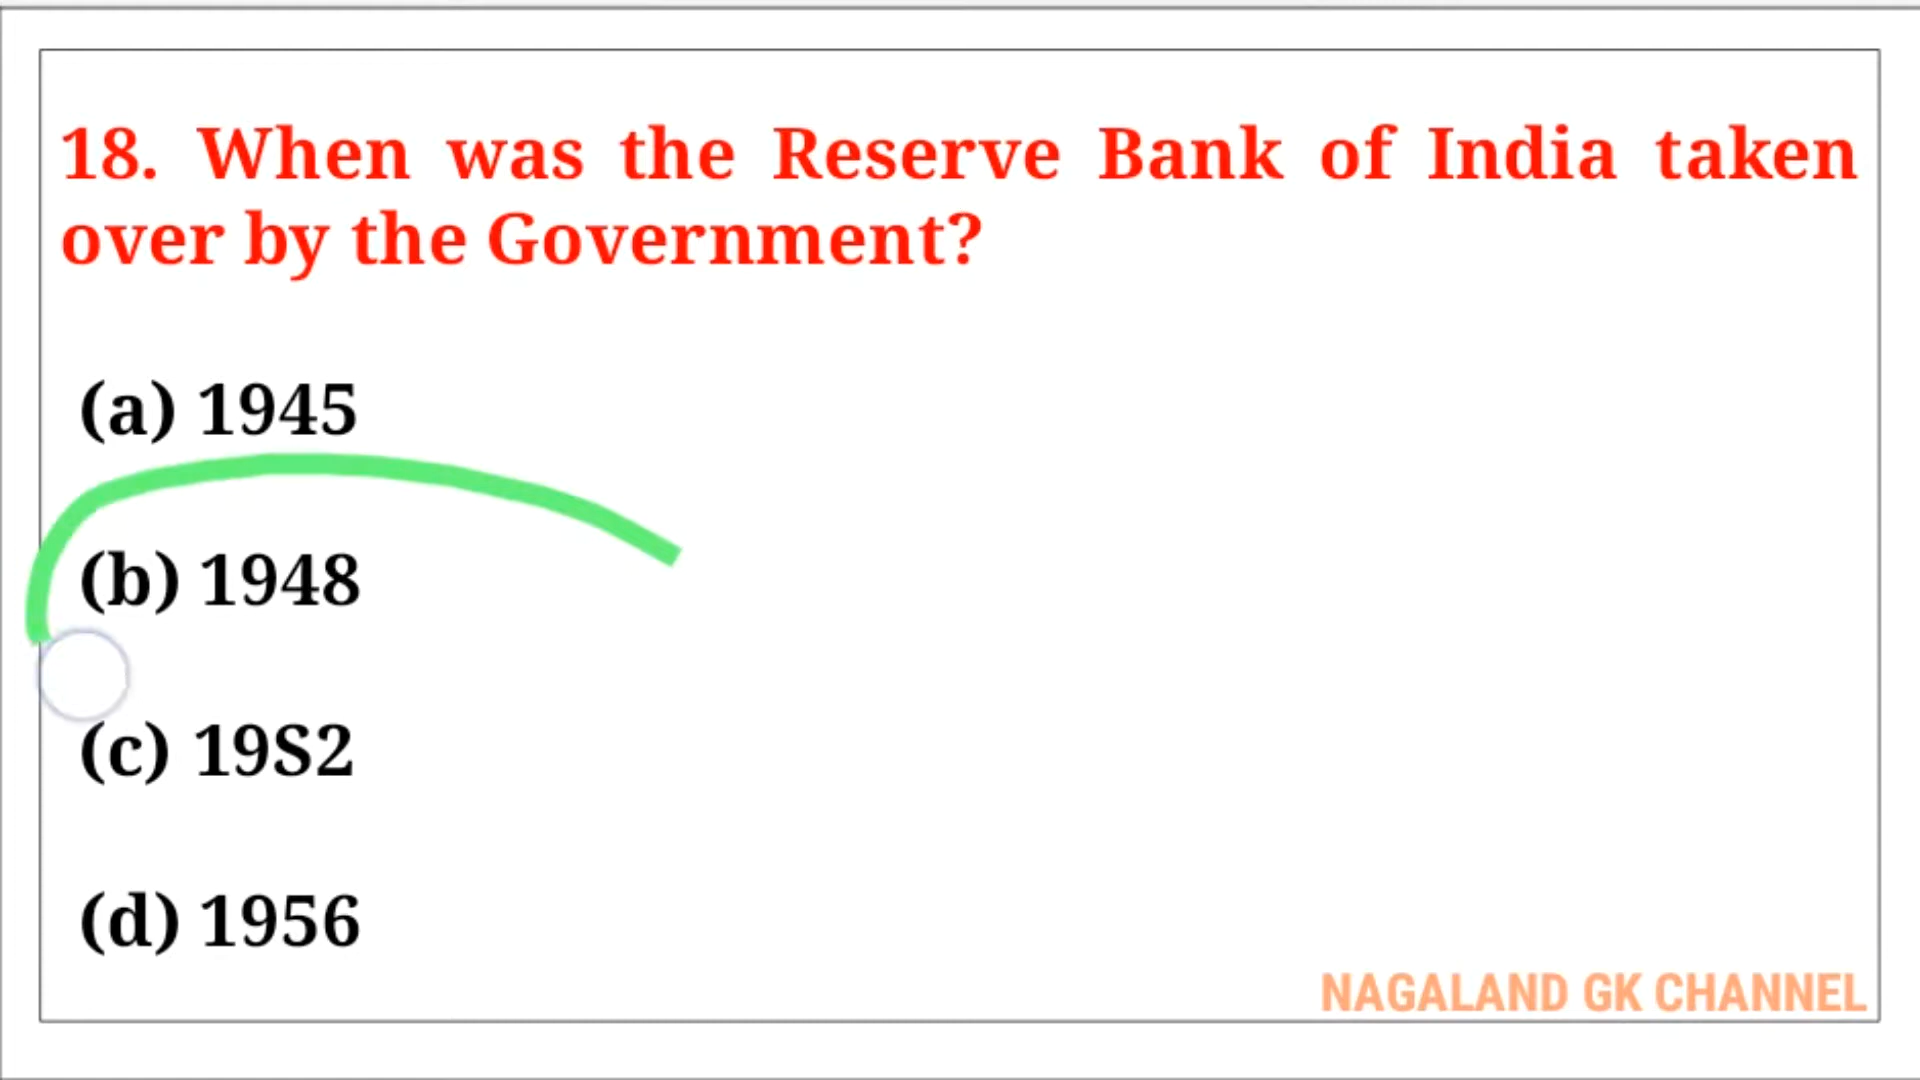 18. When was the Reserve Bank of India taken
over by the Government?
(a) 1945
(b) 1948
(c) 19S2
(d) 1956
NAGALAND GK CHANNEL